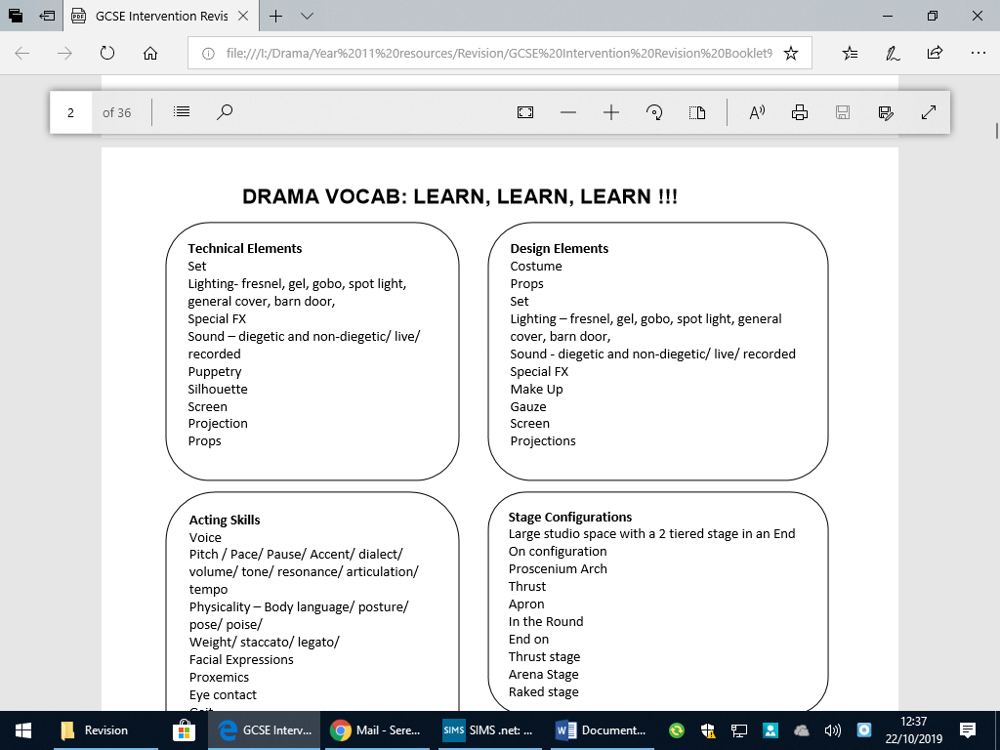 GCSE Intervention Revis
file:///I:/Drama/Year%2011%20resources/Revision/GCSE%20Intervention%20Revision%20Booklet%
2 of 36
DRAMA VOCAB: LEARN, LEARN, LEARN !!!
Technical Elements
Set
Lighting- fresnel, gel, gobo, spot light,
general cover, barn door,
Special FX
Sound – diegetic and non-diegetic/ live/
recorded
Puppetry
Silhouette
Screen
Projection
Props
Design Elements
Costume
Props
Set
Lighting – fresnel, gel, gobo, spot light, general
cover, barn door,
Sound - diegetic and non-diegetic/ live/ recorded
Special FX
Make Up
Gauze
Screen
Projections
Acting Skills
Voice
Pitch / Pace/ Pause/ Accent/ dialect/
volume/ tone/ resonance/ articulation/
tempo
Physicality – Body language/ posture/
pose/ poise/
Weight/ staccato/ legato/
Facial Expressions
Proxemics
Eye contact
Stage Configurations
Large studio space with a 2 tiered stage in an End
On configuration
Proscenium Arch
Thrust
Apron
In the Round
End on
Thrust stage
Arena Stage
Raked stage
Revision
GCSE Interv...
Mail - Sere...
SIMS
SIMS .net: ...
Document...
12:37
22/10/2019